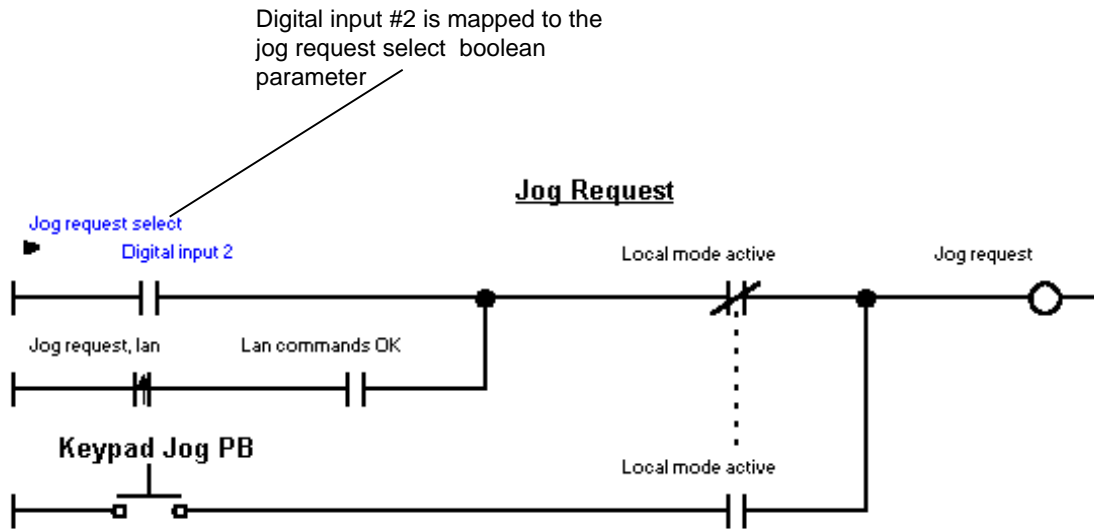 Digital input #2 is mapped to the
jog request select boolean
parameter
Jog Request
Jog request select
Digital input 2
Local mode active
Jog request
Jog request, lan
Lan commands OK
Keypad Jog PB
Local mode active